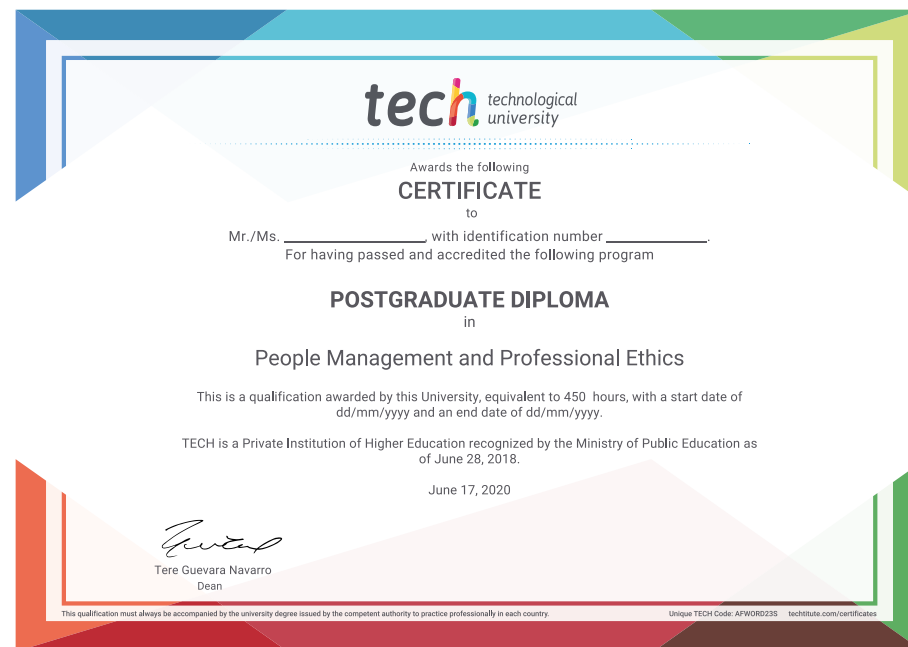 tech technological
university
Awards the following
CERTIFICATE
to
Mr./Ms. ____________________, with identification number ______________.
For having passed and accredited the following program
POSTGRADUATE DIPLOMA
in
People Management and Professional Ethics
This is a qualification awarded by this University, equivalent to 450 hours, with a start date of
dd/mm/yyyy and an end date of dd/mm/yyyy.
TECH is a Private Institution of Higher Education recognized by the Ministry of Public Education as
of June 28, 2018.
June 17, 2020
Tere Guevara Navarro
Dean
This qualification must always be accompanied by the university degree issued by the competent authority to practice professionally in each country. Unique TECH Code: AFWORD23S techtitute.com/certificates